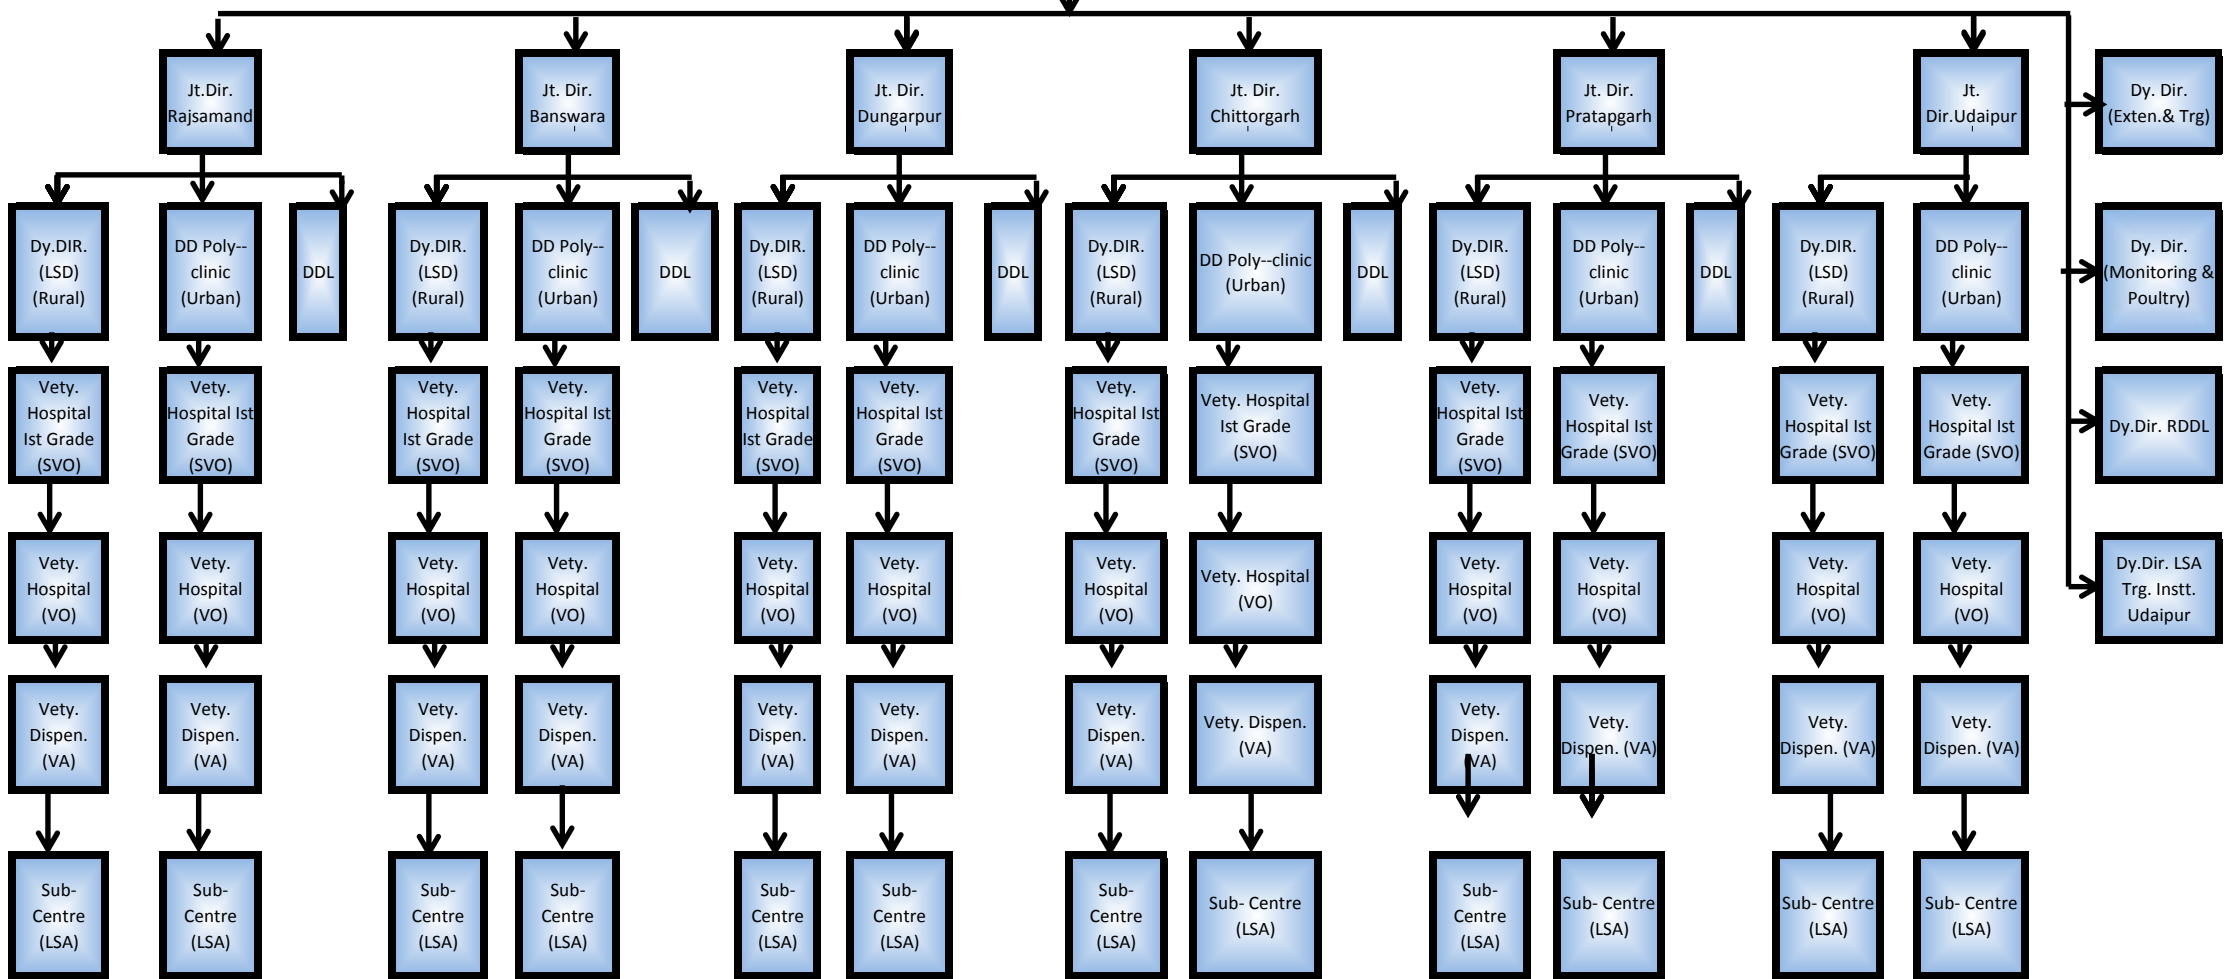 Jt.Dir.
Rajsamand
Jt. Dir.
Banswara
Jt. Dir.
Dungarpur
Jt. Dir.
Chittorgarh
Jt. Dir.
Pratapgarh
Jt.
Dir.Udaipur
Dy. Dir.
(Exten.& Trg)
Dy.DIR.
(LSD)
(Rural)
DD Poly--
clinic
(Urban)
DDL
Dy.DIR.
(LSD)
(Rural)
DD Poly--
clinic
(Urban)
DDL
Dy.DIR.
(LSD)
(Rural)
DD Poly--
clinic
(Urban)
DDL
Dy.DIR.
(LSD)
(Rural)
DD Poly--clinic
(Urban)
DDL
Dy.DIR.
(LSD)
(Rural)
DD Poly--
clinic
(Urban)
DDL
Dy.DIR.
(LSD)
(Rural)
DD Poly--
clinic
(Urban)
Dy. Dir.
(Monitoring &
Poultry)
Vety.
Hospital
Ist Grade
(SVO)
Vety.
Hospital Ist
Grade
(SVO)
Vety.
Hospital
Ist Grade
(SVO)
Vety.
Hospital Ist
Grade
(SVO)
Vety.
Hospital
Ist Grade
(SVO)
Vety.
Hospital Ist
Grade
(SVO)
Vety.
Hospital Ist
Grade
(SVO)
Vety. Hospital
Ist Grade
(SVO)
Vety.
Hospital Ist
Grade
(SVO)
Vety.
Hospital Ist
Grade (SVO)
Vety.
Hospital Ist
Grade (SVO)
Vety.
Hospital Ist
Grade (SVO)
Dy.Dir. RDDL
Vety.
Hospital
(VO)
Vety.
Hospital
(VO)
Vety.
Hospital
(VO)
Vety.
Hospital
(VO)
Vety.
Hospital
(VO)
Vety.
Hospital
(VO)
Vety.
Hospital
(VO)
Vety. Hospital
(VO)
Vety.
Hospital
(VO)
Vety.
Hospital
(VO)
Vety.
Hospital
(VO)
Vety.
Hospital
(VO)
Dy.Dir. LSA
Trg. Instt.
Udaipur
Vety.
Dispen.
(VA)
Vety.
Dispen.
(VA)
Vety.
Dispen.
(VA)
Vety.
Dispen.
(VA)
Vety.
Dispen.
(VA)
Vety.
Dispen.
(VA)
Vety.
Dispen.
(VA)
Vety. Dispen.
(VA)
Vety.
Dispen.
(VA)
Vety.
Dispen. (VA)
Vety.
Dispen. (VA)
Vety.
Dispen. (VA)
Sub-
Centre
(LSA)
Sub-
Centre
(LSA)
Sub-
Centre
(LSA)
Sub-
Centre
(LSA)
Sub-
Centre
(LSA)
Sub-
Centre
(LSA)
Sub-
Centre
(LSA)
Sub- Centre
(LSA)
Sub-
Centre
(LSA)
Sub- Centre
(LSA)
Sub- Centre
(LSA)
Sub- Centre
(LSA)